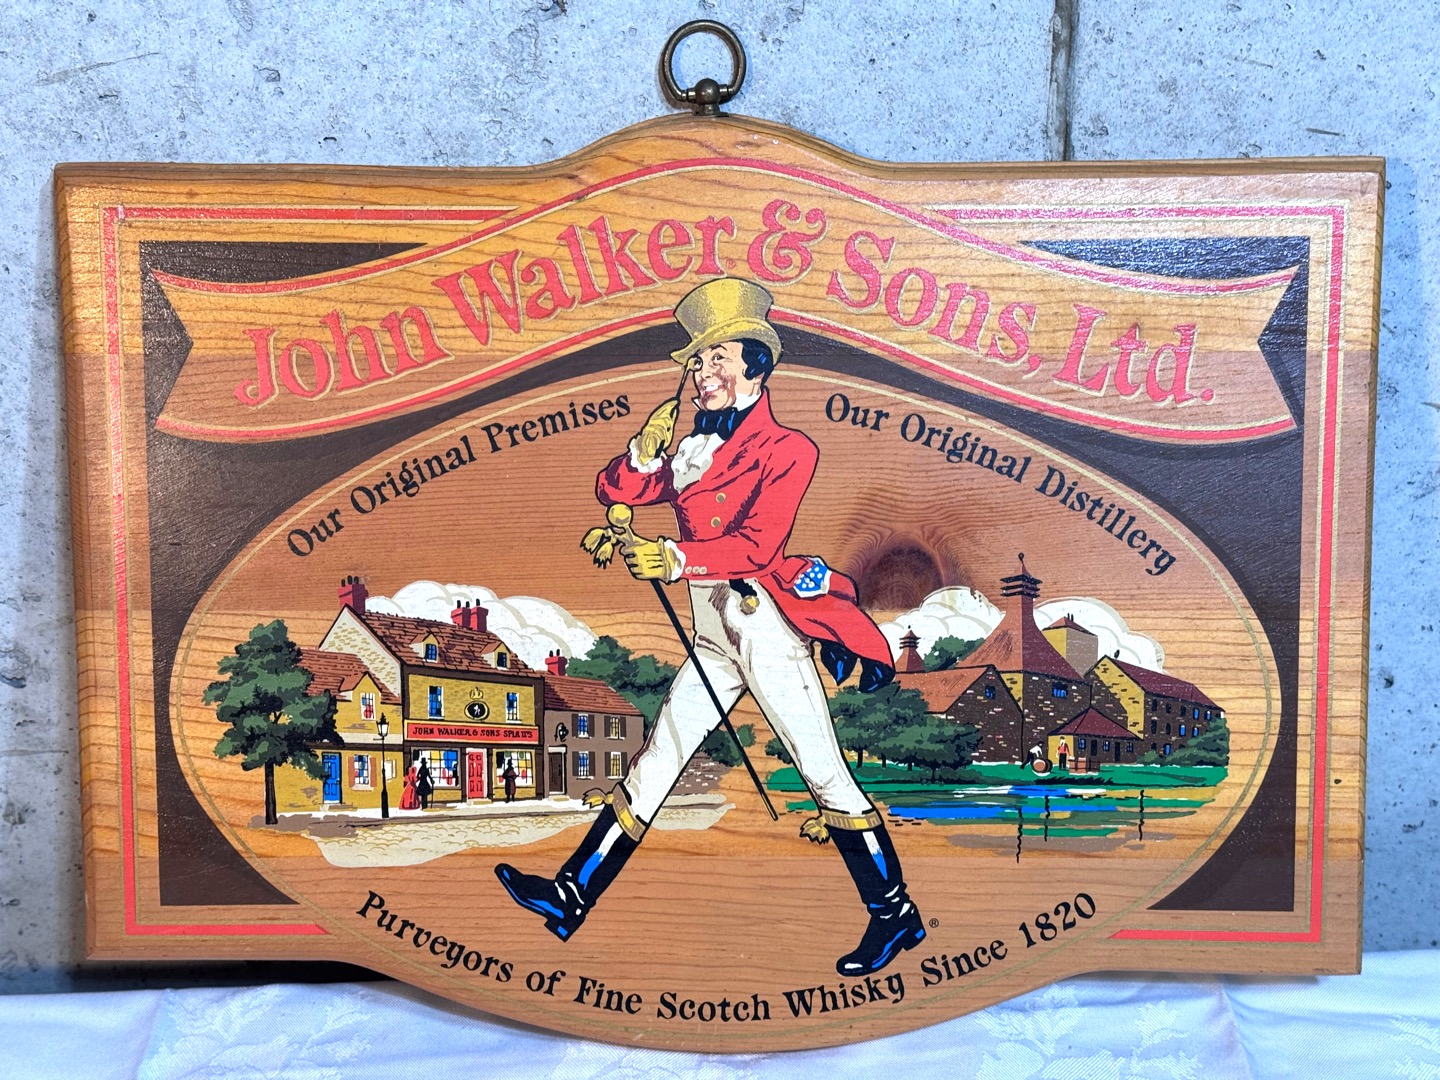 John Walker & Sons, Ltd.
Our Original Premises
Our Original Distillery
JOHN WALKER & SONS
Purveyors of Fine Scotch Whisky Since 1820
®